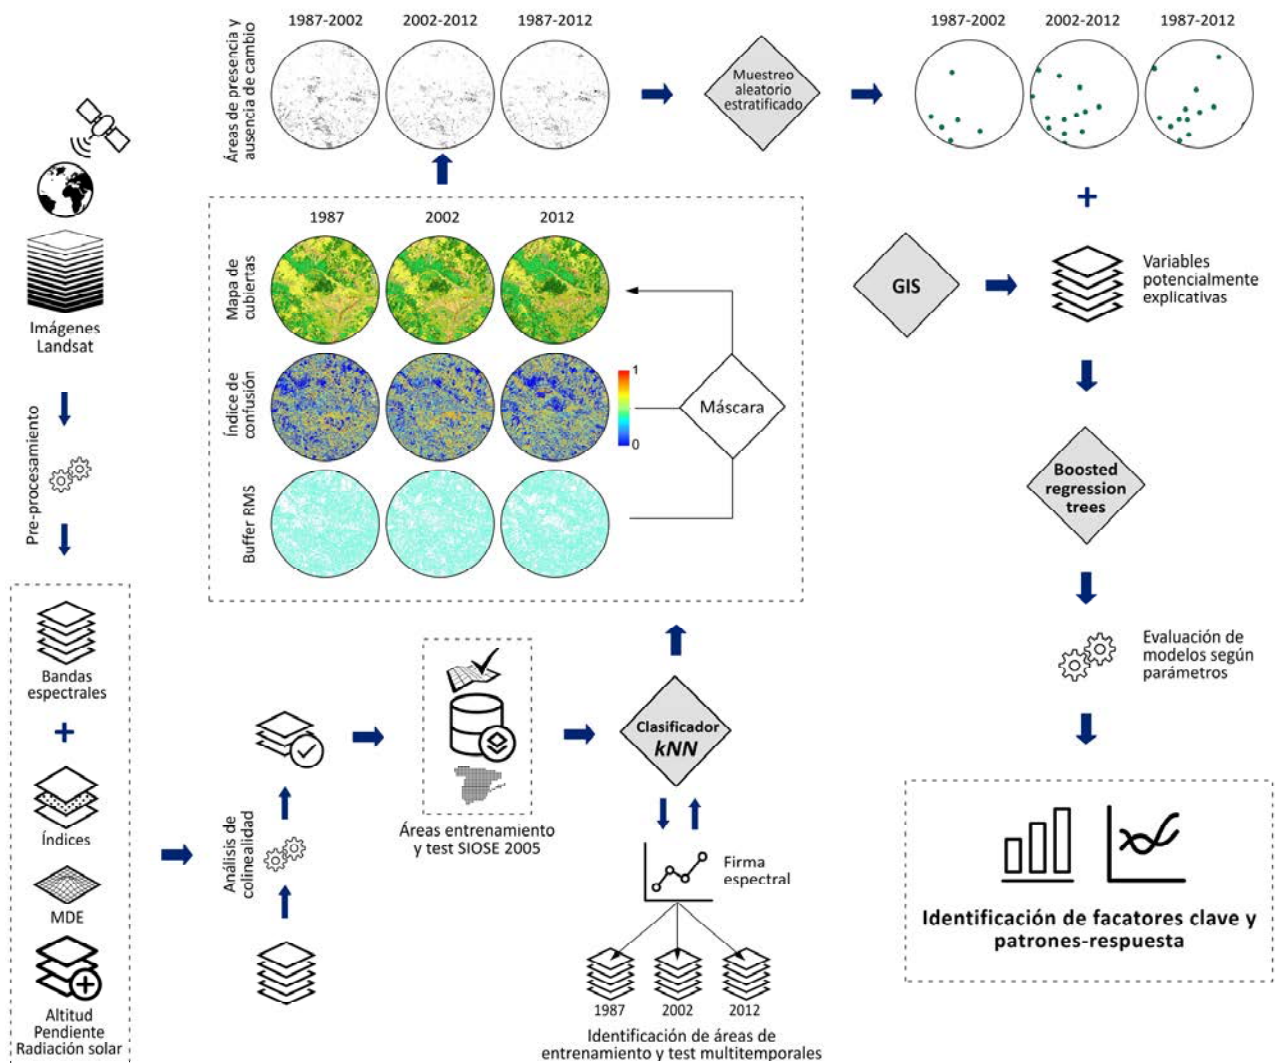 Áreas de presencia y
ausencia de cambio
1987-2002
2002-2012
1987-2012
Muestreo
aleatorio
estratificado
1987-2002
2002-2012
1987-2012
Imágenes
Landsat
Pre-procesamiento
1987
2002
2012
Mapa de
cubiertas
Índice de
confusión
1
0
Máscara
Buffer RMS
+
GIS
Variables
potencialmente
explicativas
Boosted
regression
trees
Evaluación de
modelos según
parámetros
Identificación de facatores clave y
patrones-respuesta
Bandas
espectrales
+
Índices
MDE
Altitud
Pendiente
Radiación solar
Análisis de
colinealidad
Áreas entrenamiento
y test SIOSE 2005
Clasificador
kNN
Firma
espectral
1987
2002
2012
Identificación de áreas de
entrenamiento y test multitemporales